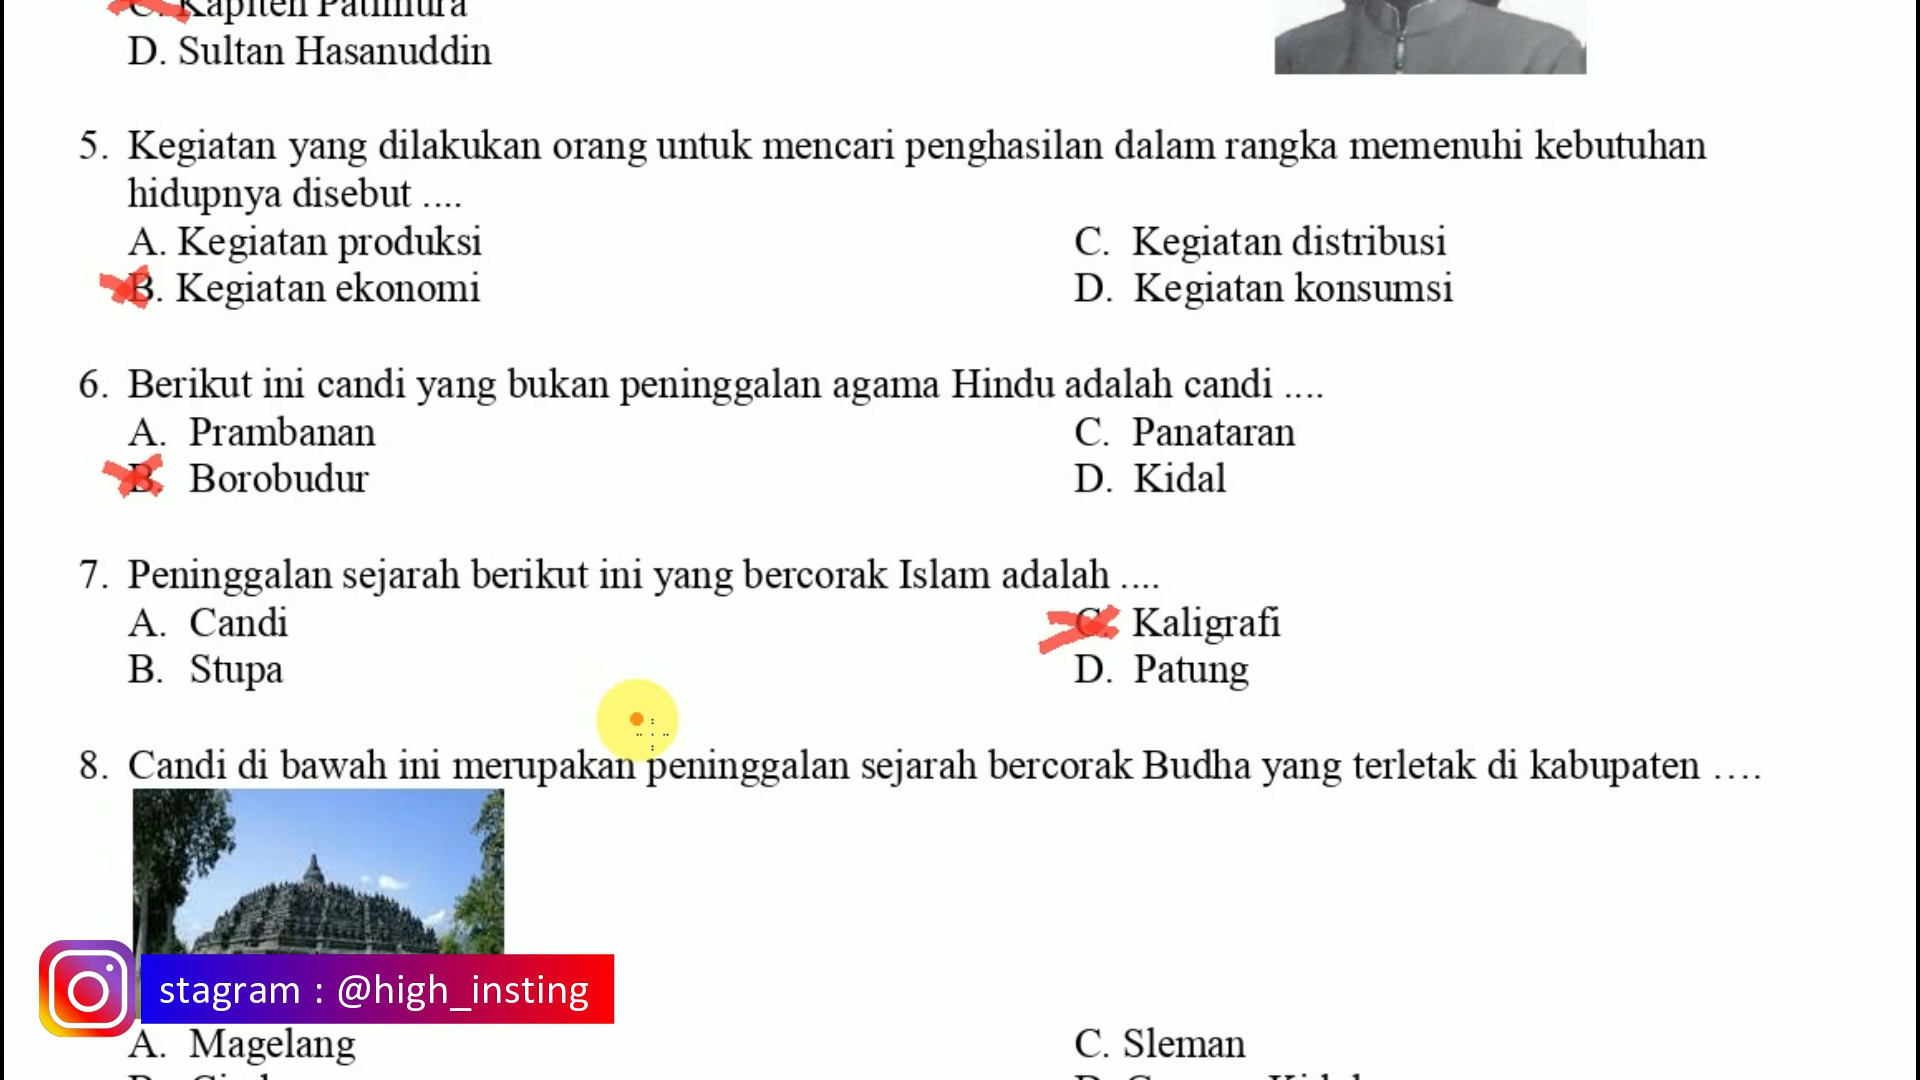 C. Kapiten Patimura
D. Sultan Hasanuddin
5. Kegiatan yang dilakukan orang untuk mencari penghasilan dalam rangka memenuhi kebutuhan
hidupnya disebut ....
A. Kegiatan produksi
C. Kegiatan distribusi
B. Kegiatan ekonomi
D. Kegiatan konsumsi
6. Berikut ini candi yang bukan peninggalan agama Hindu adalah candi ....
A. Prambanan
C. Panataran
B. Borobudur
D. Kidal
7. Peninggalan sejarah berikut ini yang bercorak Islam adalah ....
A. Candi
C. Kaligrafi
B. Stupa
D. Patung
8. Candi di bawah ini merupakan peninggalan sejarah bercorak Budha yang terletak di kabupaten ....
stagram : @high_insting
A. Magelang
C. Sleman